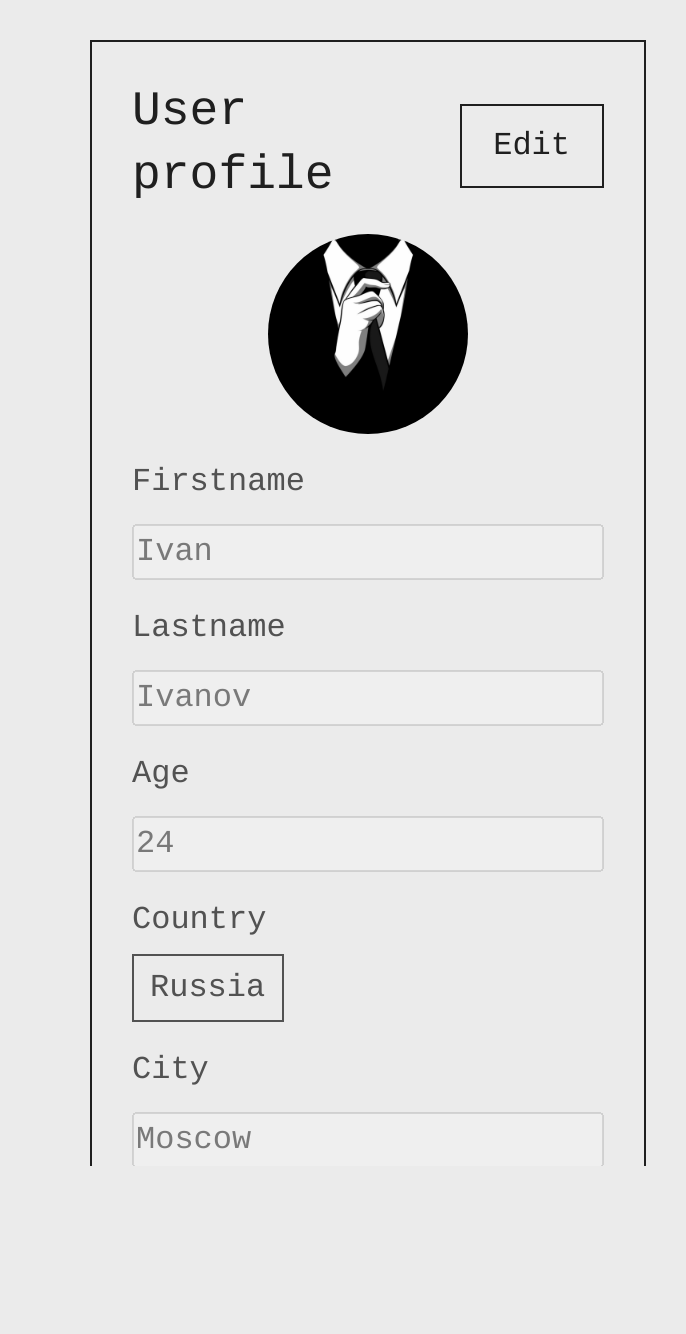 User
profile
Edit
Firstname
Ivan
Lastname
Ivanov
Age
24
Country
Russia
City
Moscow